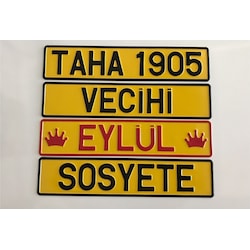 TAHA 1905
VECİHİ
EYLÜL
SOSYETE